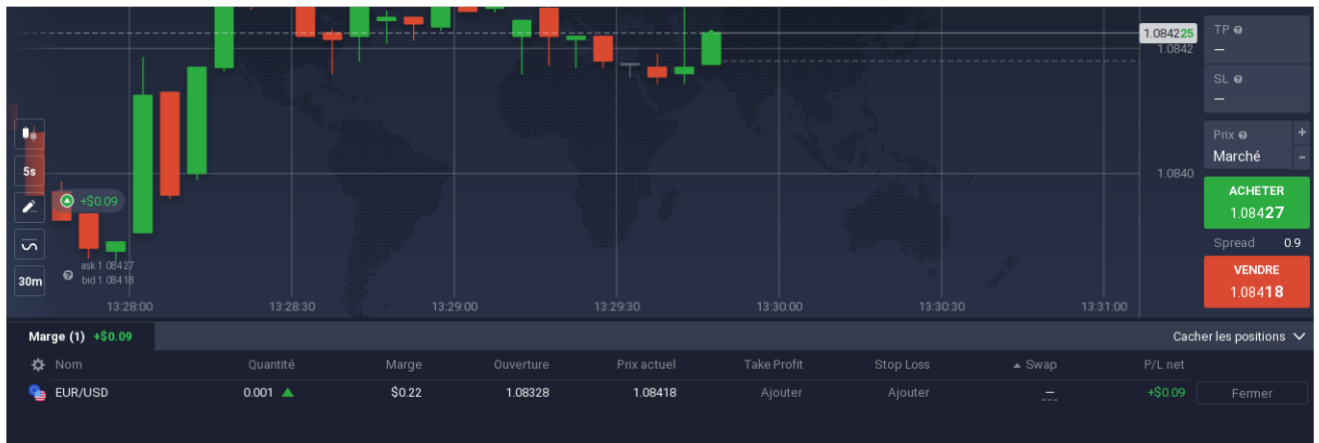 1.084225
1.0842
TP
–
SL
–
Prix
Marché
+
-
5s
+$0.09
1.0840
ACHETER
1.08427
Spread 0.9
ask 1.08427
bid 1.08418
30m
VENDRE
1.08418
13:28:00 13:28:30 13:29:00 13:29:30 13:30:00 13:30:30 13:31:00
Marge (1) +$0.09 Cacher les positions
Nom Quantité Marge Ouverture Prix actuel Take Profit Stop Loss Swap P/L net
EUR/USD 0.001 $0.22 1.08328 1.08418 Ajouter Ajouter — +$0.09 Fermer